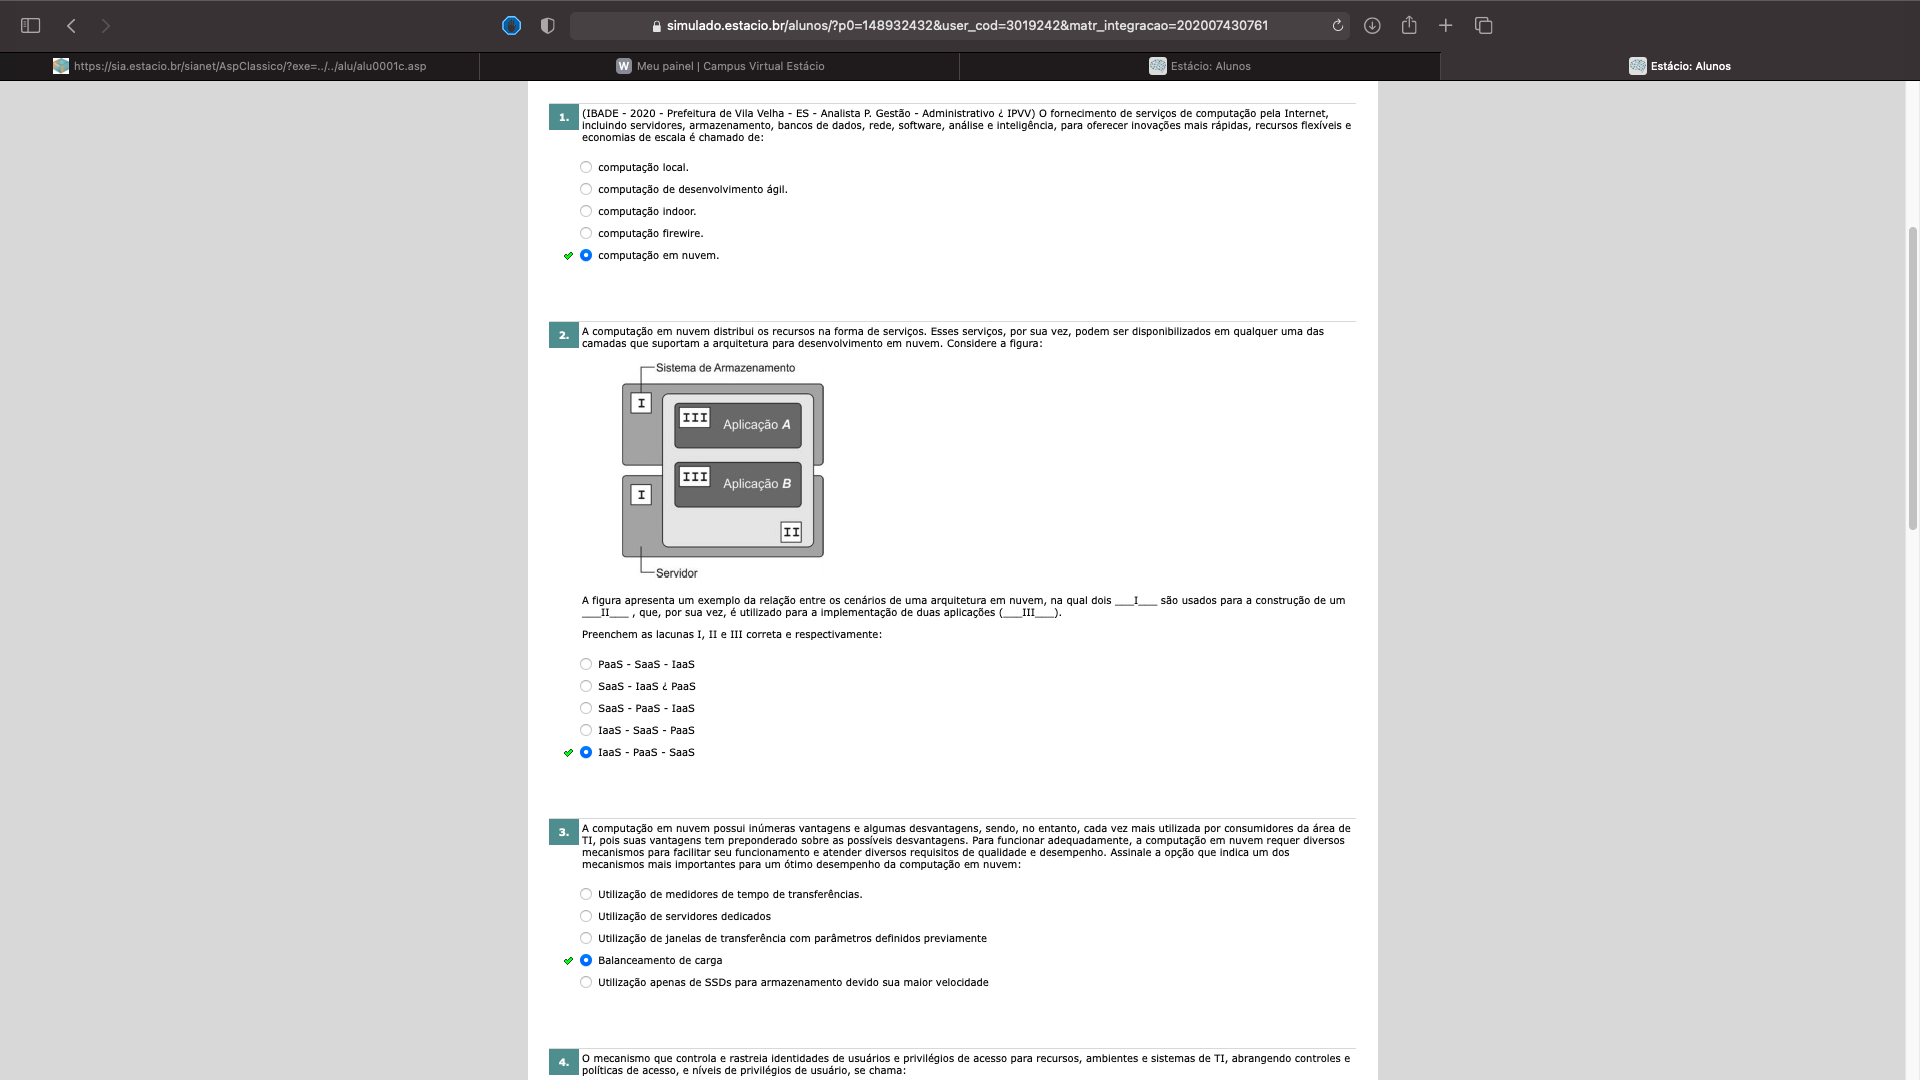 simulado.estacio.br/alunos/?p0=148932432&user_cod=3019242&matr_integracao=202007430761
https://sia.estacio.br/sianet/AspClassico/?exe=../../alu/alu0001c.asp
W Meu painel | Campus Virtual Estácio
Estácio: Alunos
Estácio: Alunos
1. (IBADE - 2020 - Prefeitura de Vila Velha - ES - Analista P. Gestão - Administrativo ¿ IPVV) O fornecimento de serviços de computação pela Internet,
incluindo servidores, armazenamento, bancos de dados, rede, software, análise e inteligência, para oferecer inovações mais rápidas, recursos flexíveis e
economias de escala é chamado de:
computação local.
computação de desenvolvimento ágil.
computação indoor.
computação firewire.
computação em nuvem.
2. A computação em nuvem distribui os recursos na forma de serviços. Esses serviços, por sua vez, podem ser disponibilizados em qualquer uma das
camadas que suportam a arquitetura para desenvolvimento em nuvem. Considere a figura:
Sistema de Armazenamento
I
III Aplicação A
III Aplicação B
I
II
Servidor
A figura apresenta um exemplo da relação entre os cenários de uma arquitetura em nuvem, na qual dois ___I___ são usados para a construção de um
___II___ , que, por sua vez, é utilizado para a implementação de duas aplicações (___III___).
Preenchem as lacunas I, II e III correta e respectivamente:
PaaS - SaaS - IaaS
SaaS - IaaS ¿ PaaS
SaaS - PaaS - IaaS
IaaS - SaaS - PaaS
IaaS - PaaS - SaaS
3. A computação em nuvem possui inúmeras vantagens e algumas desvantagens, sendo, no entanto, cada vez mais utilizada por consumidores da área de
TI, pois suas vantagens tem preponderado sobre as possíveis desvantagens. Para funcionar adequadamente, a computação em nuvem requer diversos
mecanismos para facilitar seu funcionamento e atender diversos requisitos de qualidade e desempenho. Assinale a opção que indica um dos
mecanismos mais importantes para um ótimo desempenho da computação em nuvem:
Utilização de medidores de tempo de transferências.
Utilização de servidores dedicados
Utilização de janelas de transferência com parâmetros definidos previamente
Balanceamento de carga
Utilização apenas de SSDs para armazenamento devido sua maior velocidade
4. O mecanismo que controla e rastreia identidades de usuários e privilégios de acesso para recursos, ambientes e sistemas de TI, abrangendo controles e
políticas de acesso, e níveis de privilégios de usuário, se chama: